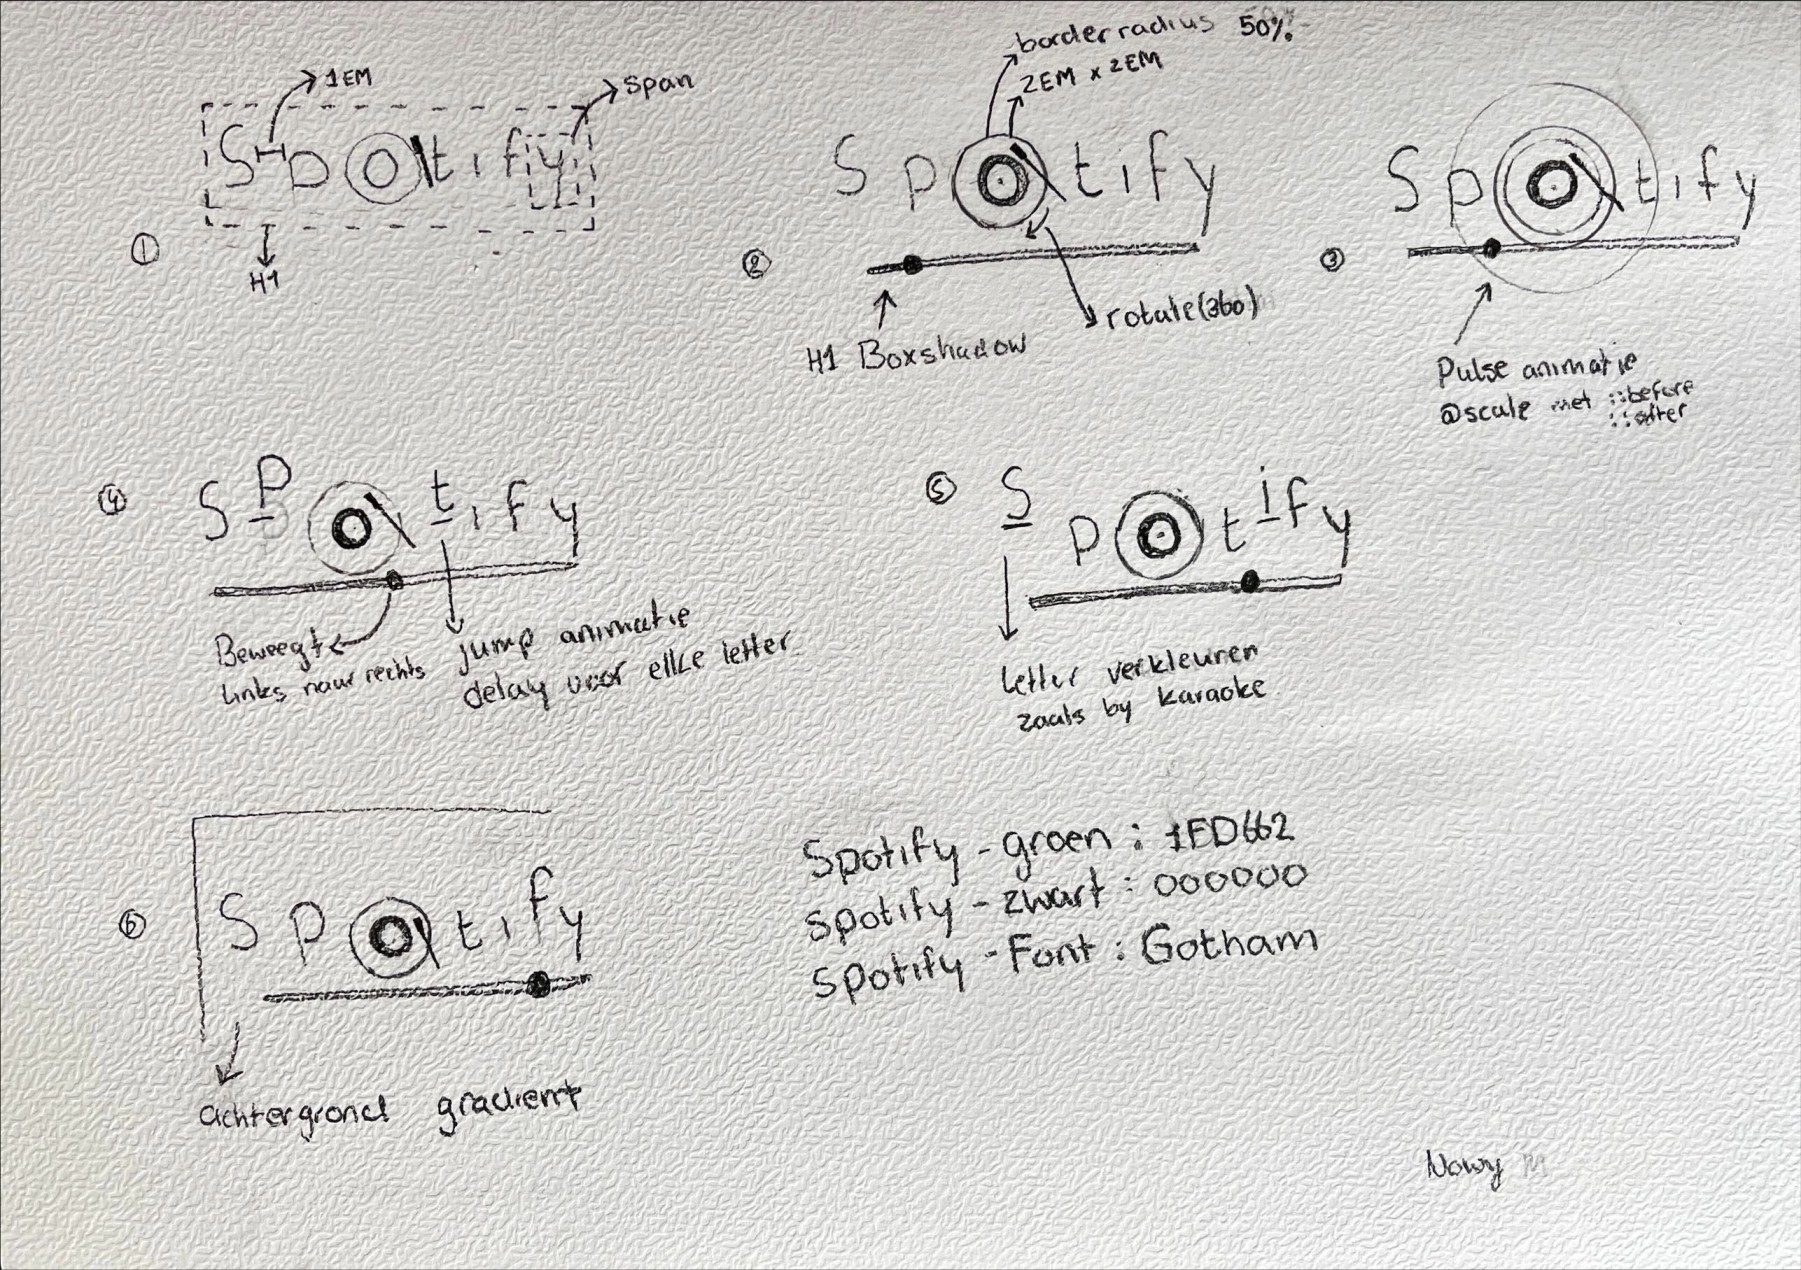 1EM
Span
Spotify
1
H1
border radius 50%
2EM x 2EM
Spotify
2
rotate(360)
H1 Boxshadow
Spotify
3
Pulse animatie
@scale met ::before
::after
4
Spotify
Beweegt
links naar rechts
jump animatie
delay voor elke letter
5
Spotify
letter verkleuren
zoals by karaoke
6
Spotify
achtergrond gradient
Spotify-groen: 1ED662
spotify-zwart: 000000
spotify-Font: Gotham